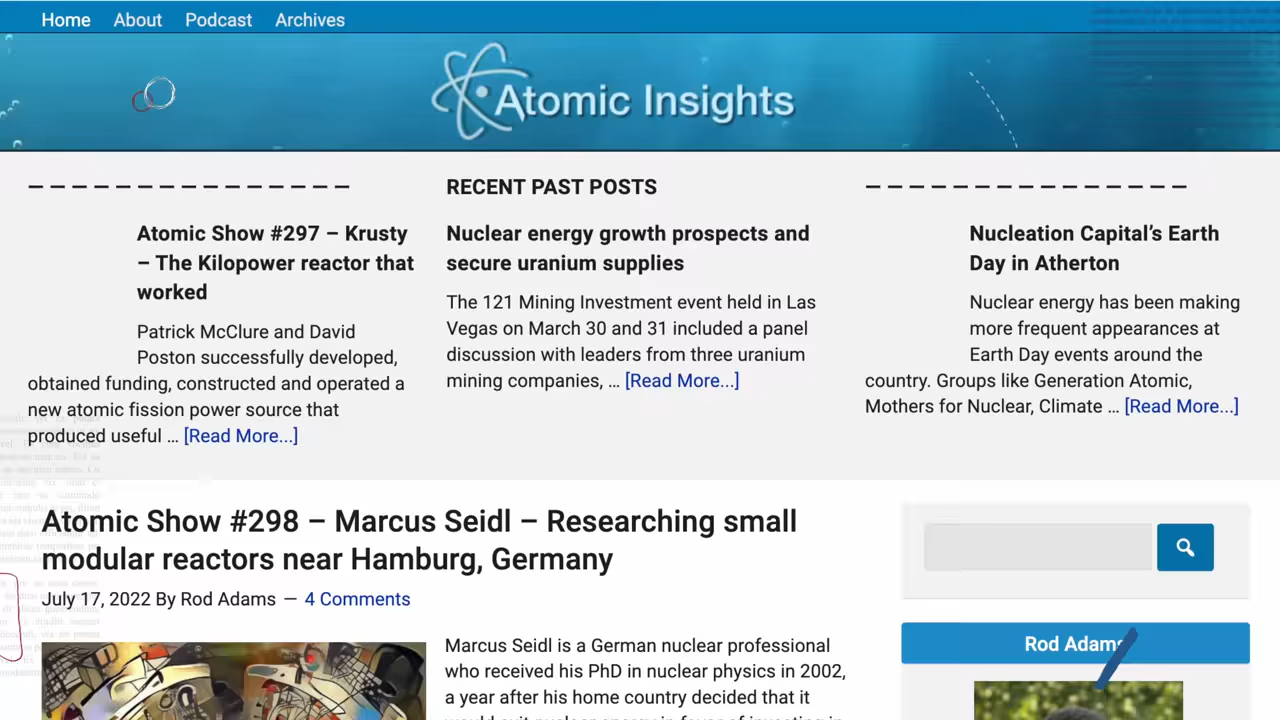 Home About Podcast Archives
Atomic Insights
RECENT PAST POSTS
Atomic Show #297 – Krusty
– The Kilopower reactor that
worked
Patrick McClure and David
Poston successfully developed,
obtained funding, constructed and operated a
new atomic fission power source that
produced useful ... [Read More...]
Nuclear energy growth prospects and
secure uranium supplies
The 121 Mining Investment event held in Las
Vegas on March 30 and 31 included a panel
discussion with leaders from three uranium
mining companies, ... [Read More...]
Nucleation Capital’s Earth
Day in Atherton
Nuclear energy has been making
more frequent appearances at
Earth Day events around the
country. Groups like Generation Atomic,
Mothers for Nuclear, Climate ... [Read More...]
Atomic Show #298 – Marcus Seidl – Researching small
modular reactors near Hamburg, Germany
July 17, 2022 By Rod Adams — 4 Comments
Marcus Seidl is a German nuclear professional
who received his PhD in nuclear physics in 2002,
a year after his home country decided that it
Rod Adams